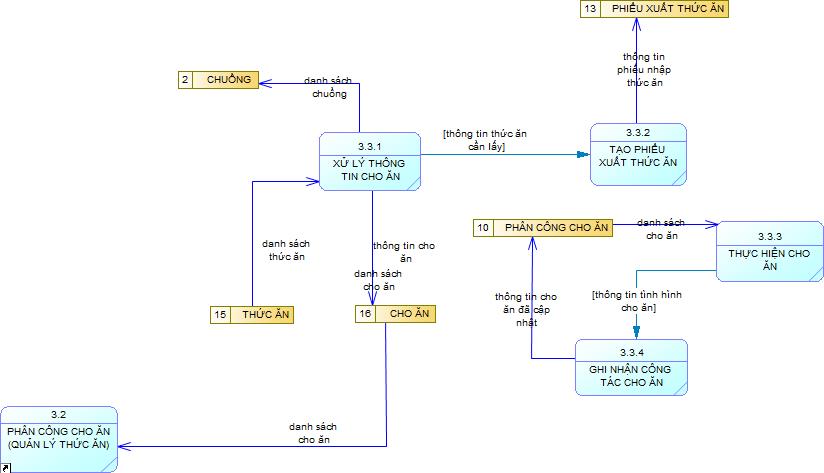 13 PHIẾU XUẤT THỨC ĂN
thông tin
phiếu nhập
thức ăn
2 CHUỒNG
danh sách
chuồng
3.3.1
XỬ LÝ THÔNG
TIN CHO ĂN
[thông tin thức ăn
cần lấy]
3.3.2
TẠO PHIẾU
XUẤT THỨC ĂN
danh sách
thức ăn
thông tin cho
ăn
danh sách
cho ăn
10 PHÂN CÔNG CHO ĂN
danh sách
cho ăn
3.3.3
THỰC HIỆN CHO
ĂN
thông tin cho
ăn đã cập
nhật
[thông tin tình hình
cho ăn]
15 THỨC ĂN
16 CHO ĂN
3.3.4
GHI NHẬN CÔNG
TÁC CHO ĂN
3.2
PHÂN CÔNG CHO ĂN
(QUẢN LÝ THỨC ĂN)
danh sách
cho ăn